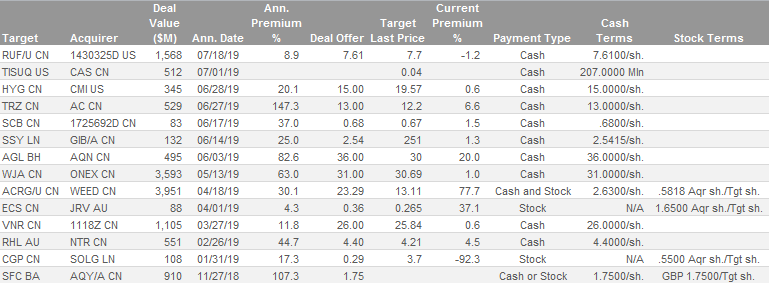 Deal Ann. Target Current
Value Premium Last Premium Cash
Target Acquirer ($M) Ann. Date % Deal Offer Price % Payment Type Terms Stock Terms
RUF/U CN 1430325D US 1,568 07/18/19 8.9 7.61 7.7 -1.2 Cash 7.6100/sh.
TISUQ US CAS CN 512 07/01/19 0.04 Cash 207.0000 Mln
HYG CN CMI US 345 06/28/19 20.1 15.00 19.57 0.6 Cash 15.0000/sh.
TRZ CN AC CN 529 06/27/19 147.3 13.00 12.2 6.6 Cash 13.0000/sh.
SCB CN 1725692D CN 83 06/17/19 37.0 0.68 0.67 1.5 Cash .6800/sh.
SSY LN GIB/A CN 132 06/14/19 25.0 2.54 251 1.3 Cash 2.5415/sh.
AGL BH AQN CN 495 06/03/19 82.6 36.00 30 20.0 Cash 36.0000/sh.
WJA CN ONEX CN 3,593 05/13/19 63.0 31.00 30.69 1.0 Cash 31.0000/sh.
ACRG/U CN WEED CN 3,951 04/18/19 30.1 23.29 13.11 77.7 Cash and Stock 2.6300/sh. .5818 Aqr sh./Tgt sh.
ECS CN JRV AU 88 04/01/19 4.3 0.36 0.265 37.1 Stock N/A 1.6500 Aqr sh./Tgt sh.
VNR CN 1118Z CN 1,105 03/27/19 11.8 26.00 25.84 0.6 Cash 26.0000/sh.
RHL AU NTR CN 551 02/26/19 44.7 4.40 4.21 4.5 Cash 4.4000/sh.
CGP CN SOLG LN 108 01/31/19 17.3 0.29 3.7 -92.3 Stock N/A .5500 Aqr sh./Tgt sh.
SFC BA AQY/A CN 910 11/27/18 107.3 1.75 Cash or Stock 1.7500/sh. GBP 1.7500/Tgt sh.